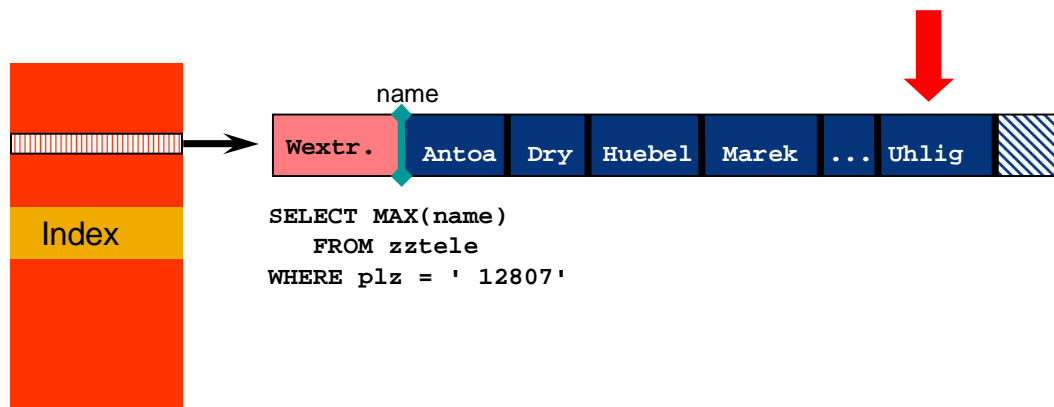 name
Wextr. Antoa Dry Huebel Marek ... Uhlig
Index
SELECT MAX(name)
FROM zztele
WHERE plz = ' 12807'